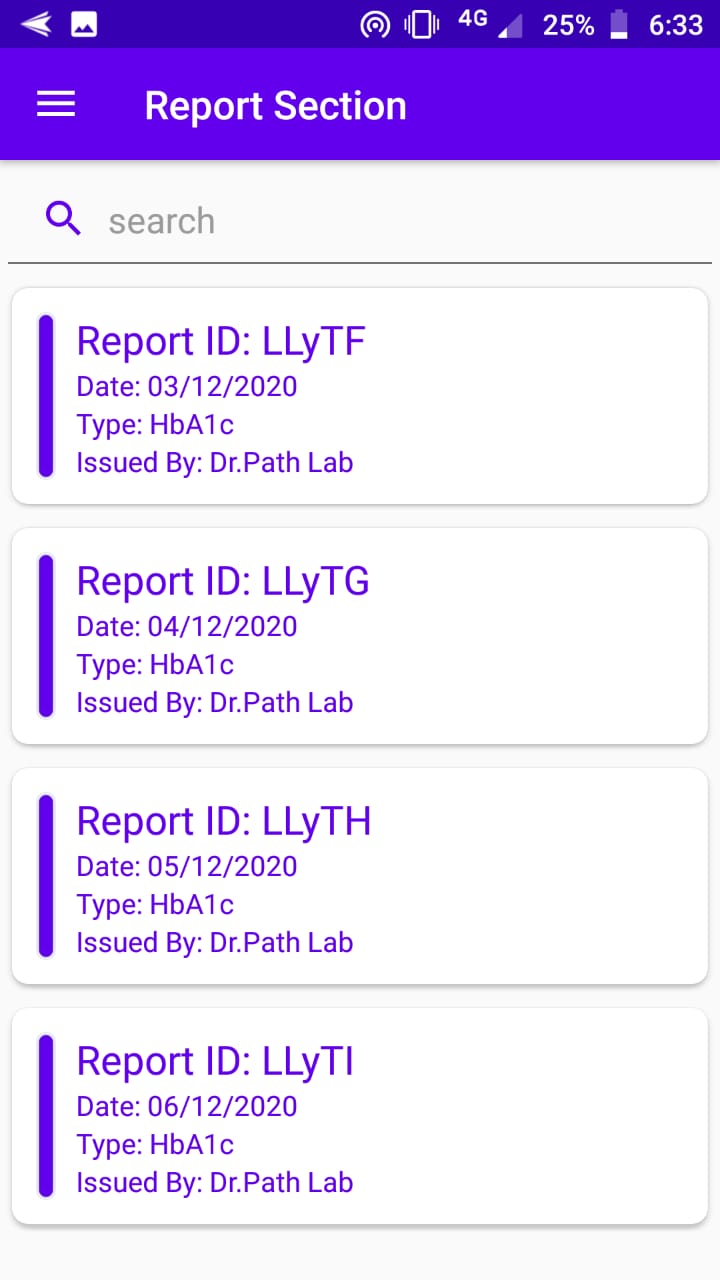 4G 25% 6:33
Report Section
search
Report ID: LLyTF
Date: 03/12/2020
Type: HbA1c
Issued By: Dr.Path Lab
Report ID: LLyTG
Date: 04/12/2020
Type: HbA1c
Issued By: Dr.Path Lab
Report ID: LLyTH
Date: 05/12/2020
Type: HbA1c
Issued By: Dr.Path Lab
Report ID: LLyTI
Date: 06/12/2020
Type: HbA1c
Issued By: Dr.Path Lab